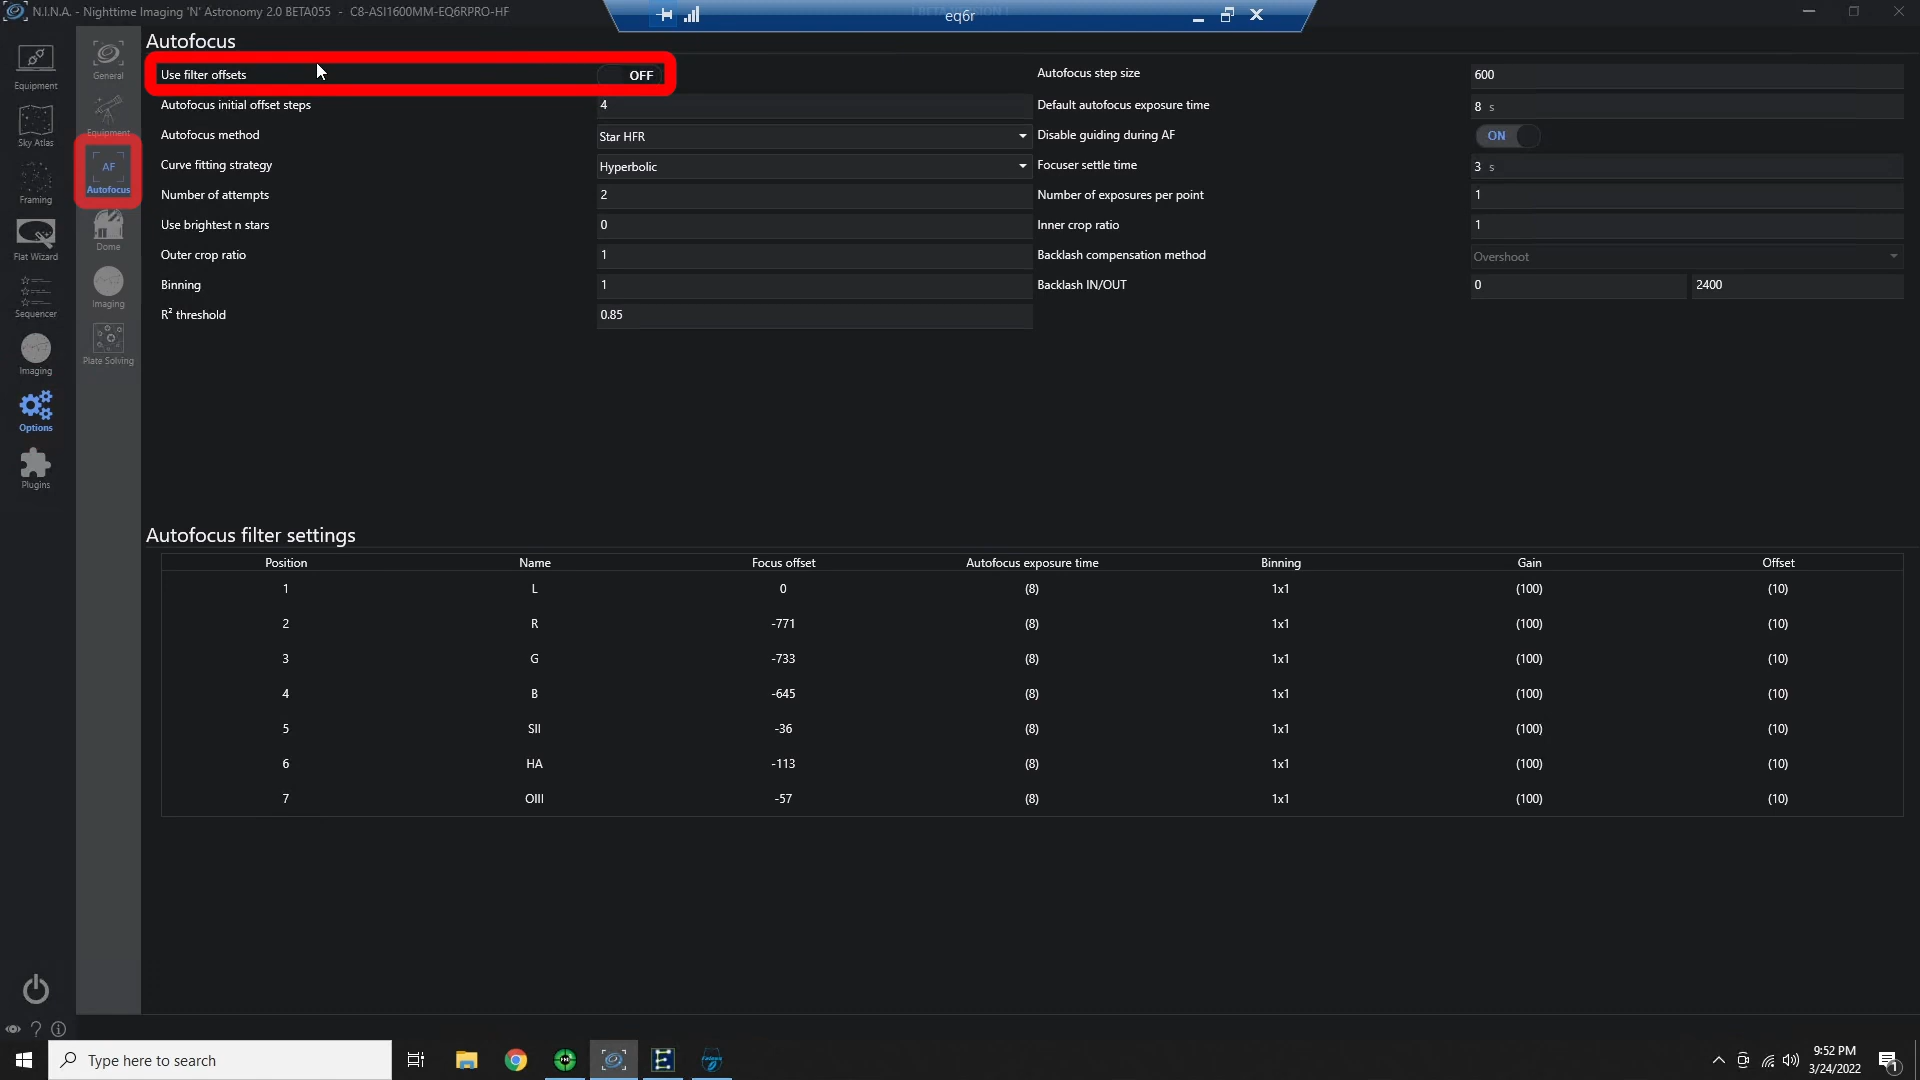 N.I.N.A. - Nighttime Imaging 'N' Astronomy 2.0 BETA055 - C8-ASI1600MM-EQ6RPRO-HF
eq6r
Equipment
Sky Atlas
Framing
Flat Wizard
Sequencer
Imaging
Options
Plugins
General
Equipment
AF
Autofocus
Dome
Imaging
Plate Solving
Autofocus
Use filter offsets OFF
Autofocus initial offset steps 4
Autofocus method Star HFR
Curve fitting strategy Hyperbolic
Number of attempts 2
Use brightest n stars 0
Outer crop ratio 1
Binning 1
R² threshold 0.85
Autofocus step size 600
Default autofocus exposure time 8 s
Disable guiding during AF ON
Focuser settle time 3 s
Number of exposures per point 1
Inner crop ratio 1
Backlash compensation method Overshoot
Backlash IN/OUT 0 2400
Autofocus filter settings
Position Name Focus offset Autofocus exposure time Binning Gain Offset
1 L 0 (8) 1x1 (100) (10)
2 R -771 (8) 1x1 (100) (10)
3 G -733 (8) 1x1 (100) (10)
4 B -645 (8) 1x1 (100) (10)
5 SII -36 (8) 1x1 (100) (10)
6 HA -113 (8) 1x1 (100) (10)
7 OIII -57 (8) 1x1 (100) (10)
Type here to search
9:52 PM
3/24/2022
1